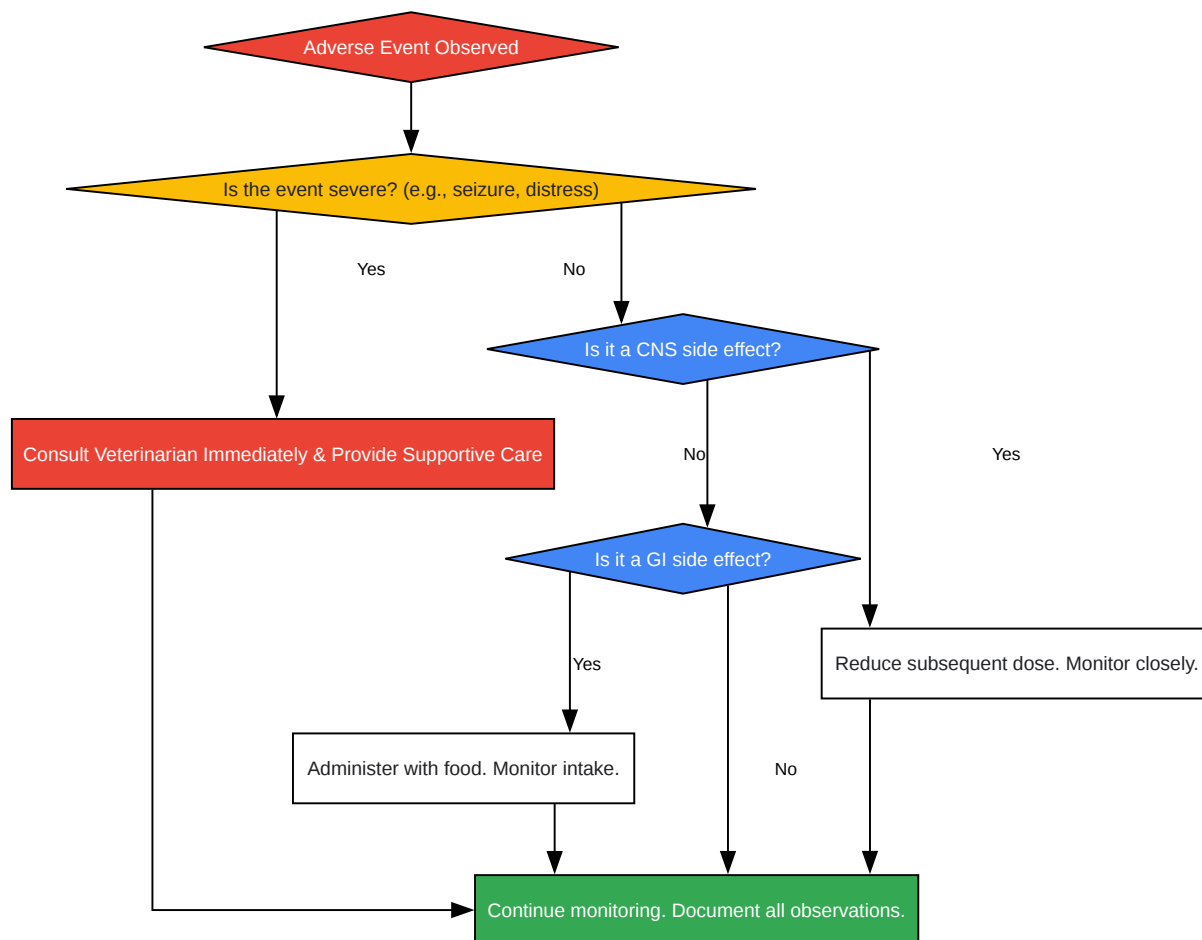 Adverse Event Observed
Is the event severe? (e.g., seizure, distress)
Yes
No
Is it a CNS side effect?
Consult Veterinarian Immediately & Provide Supportive Care
No
Yes
Is it a GI side effect?
Yes
Reduce subsequent dose. Monitor closely.
Administer with food. Monitor intake.
No
Continue monitoring. Document all observations.